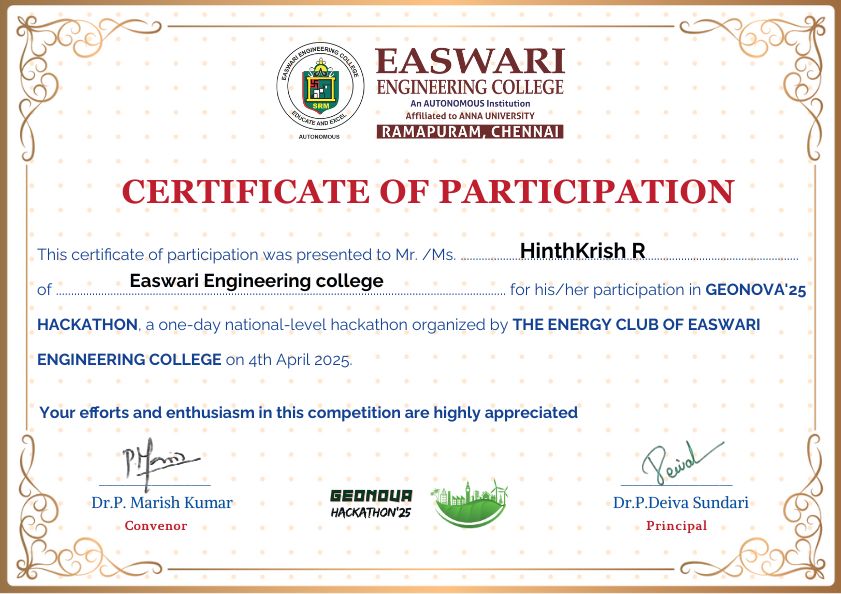 EASWARI ENGINEERING COLLEGE
SRM
EDUCATE AND EXCEL
AUTONOMOUS
EASWARI
ENGINEERING COLLEGE
An AUTONOMOUS Institution
Affiliated to ANNA UNIVERSITY
RAMAPURAM, CHENNAI
CERTIFICATE OF PARTICIPATION
This certificate of participation was presented to Mr. /Ms. HinthKrish R
of Easwari Engineering college for his/her participation in GEONOVA'25
HACKATHON, a one-day national-level hackathon organized by THE ENERGY CLUB OF EASWARI
ENGINEERING COLLEGE on 4th April 2025.
Your efforts and enthusiasm in this competition are highly appreciated
Dr.P. Marish Kumar
Convenor
GEONOVA
HACKATHON'25
Dr.P.Deiva Sundari
Principal